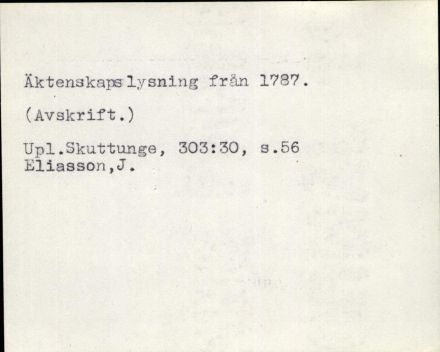 Äktenskapslysning från 1787.
(Avskrift.)
Upl.Skuttunge, 303:30, s.56
Eliasson,J.